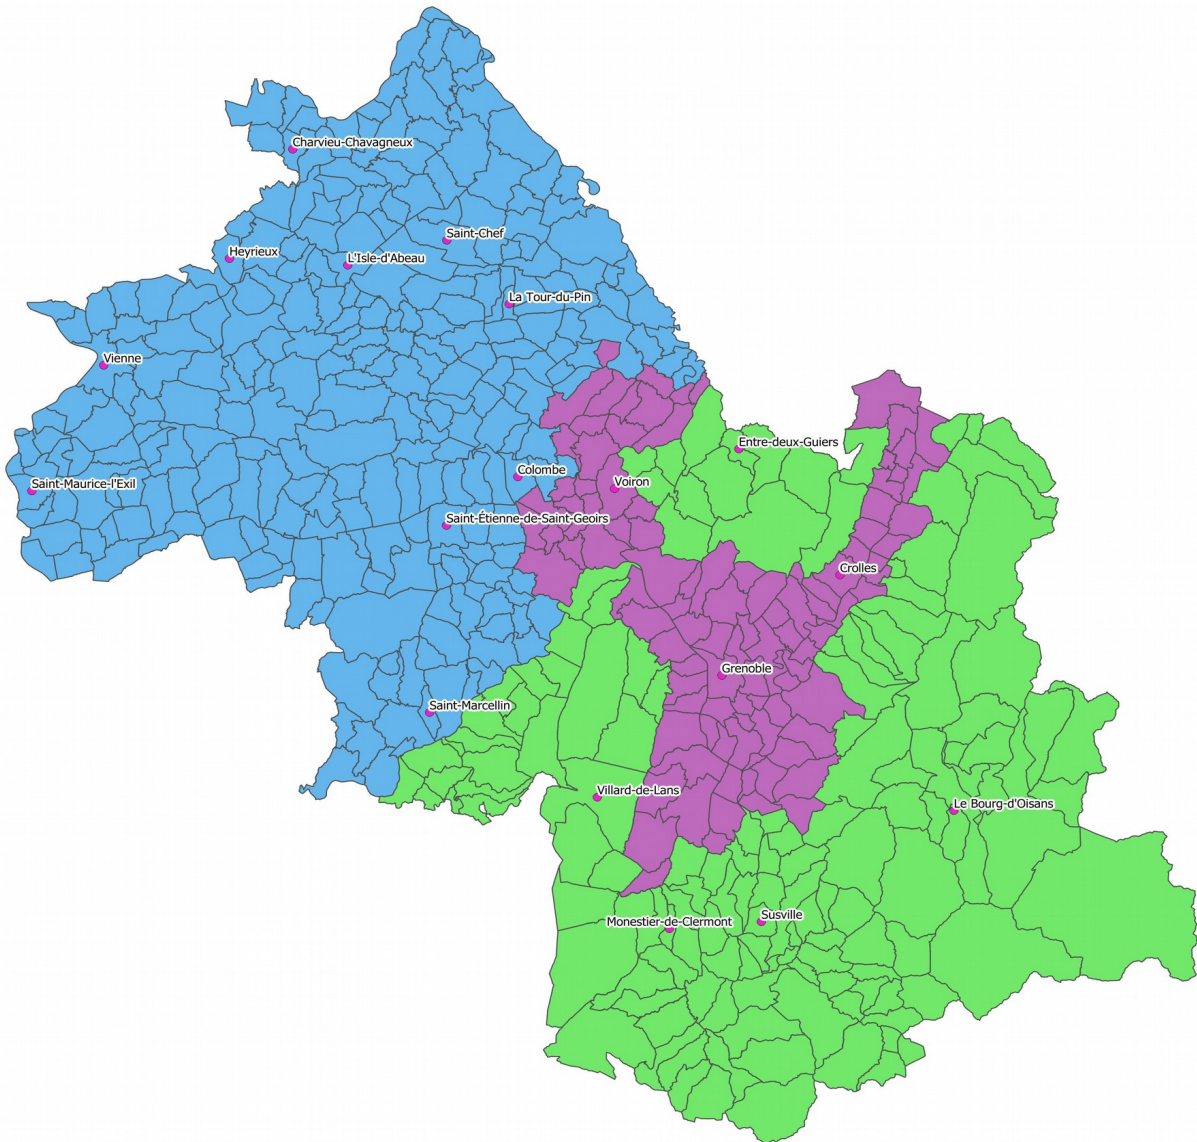 Charvieu-Chavagneux
Saint-Chef
Heyrieux
L'Isle-d'Abeau
La Tour-du-Pin
Vienne
Entre-deux-Guiers
Colombe
Voiron
Saint-Maurice-l'Exil
Saint-Étienne-de-Saint-Geoirs
Crolles
Grenoble
Saint-Marcellin
Villard-de-Lans
Le Bourg-d'Oisans
Susville
Monestier-de-Clermont